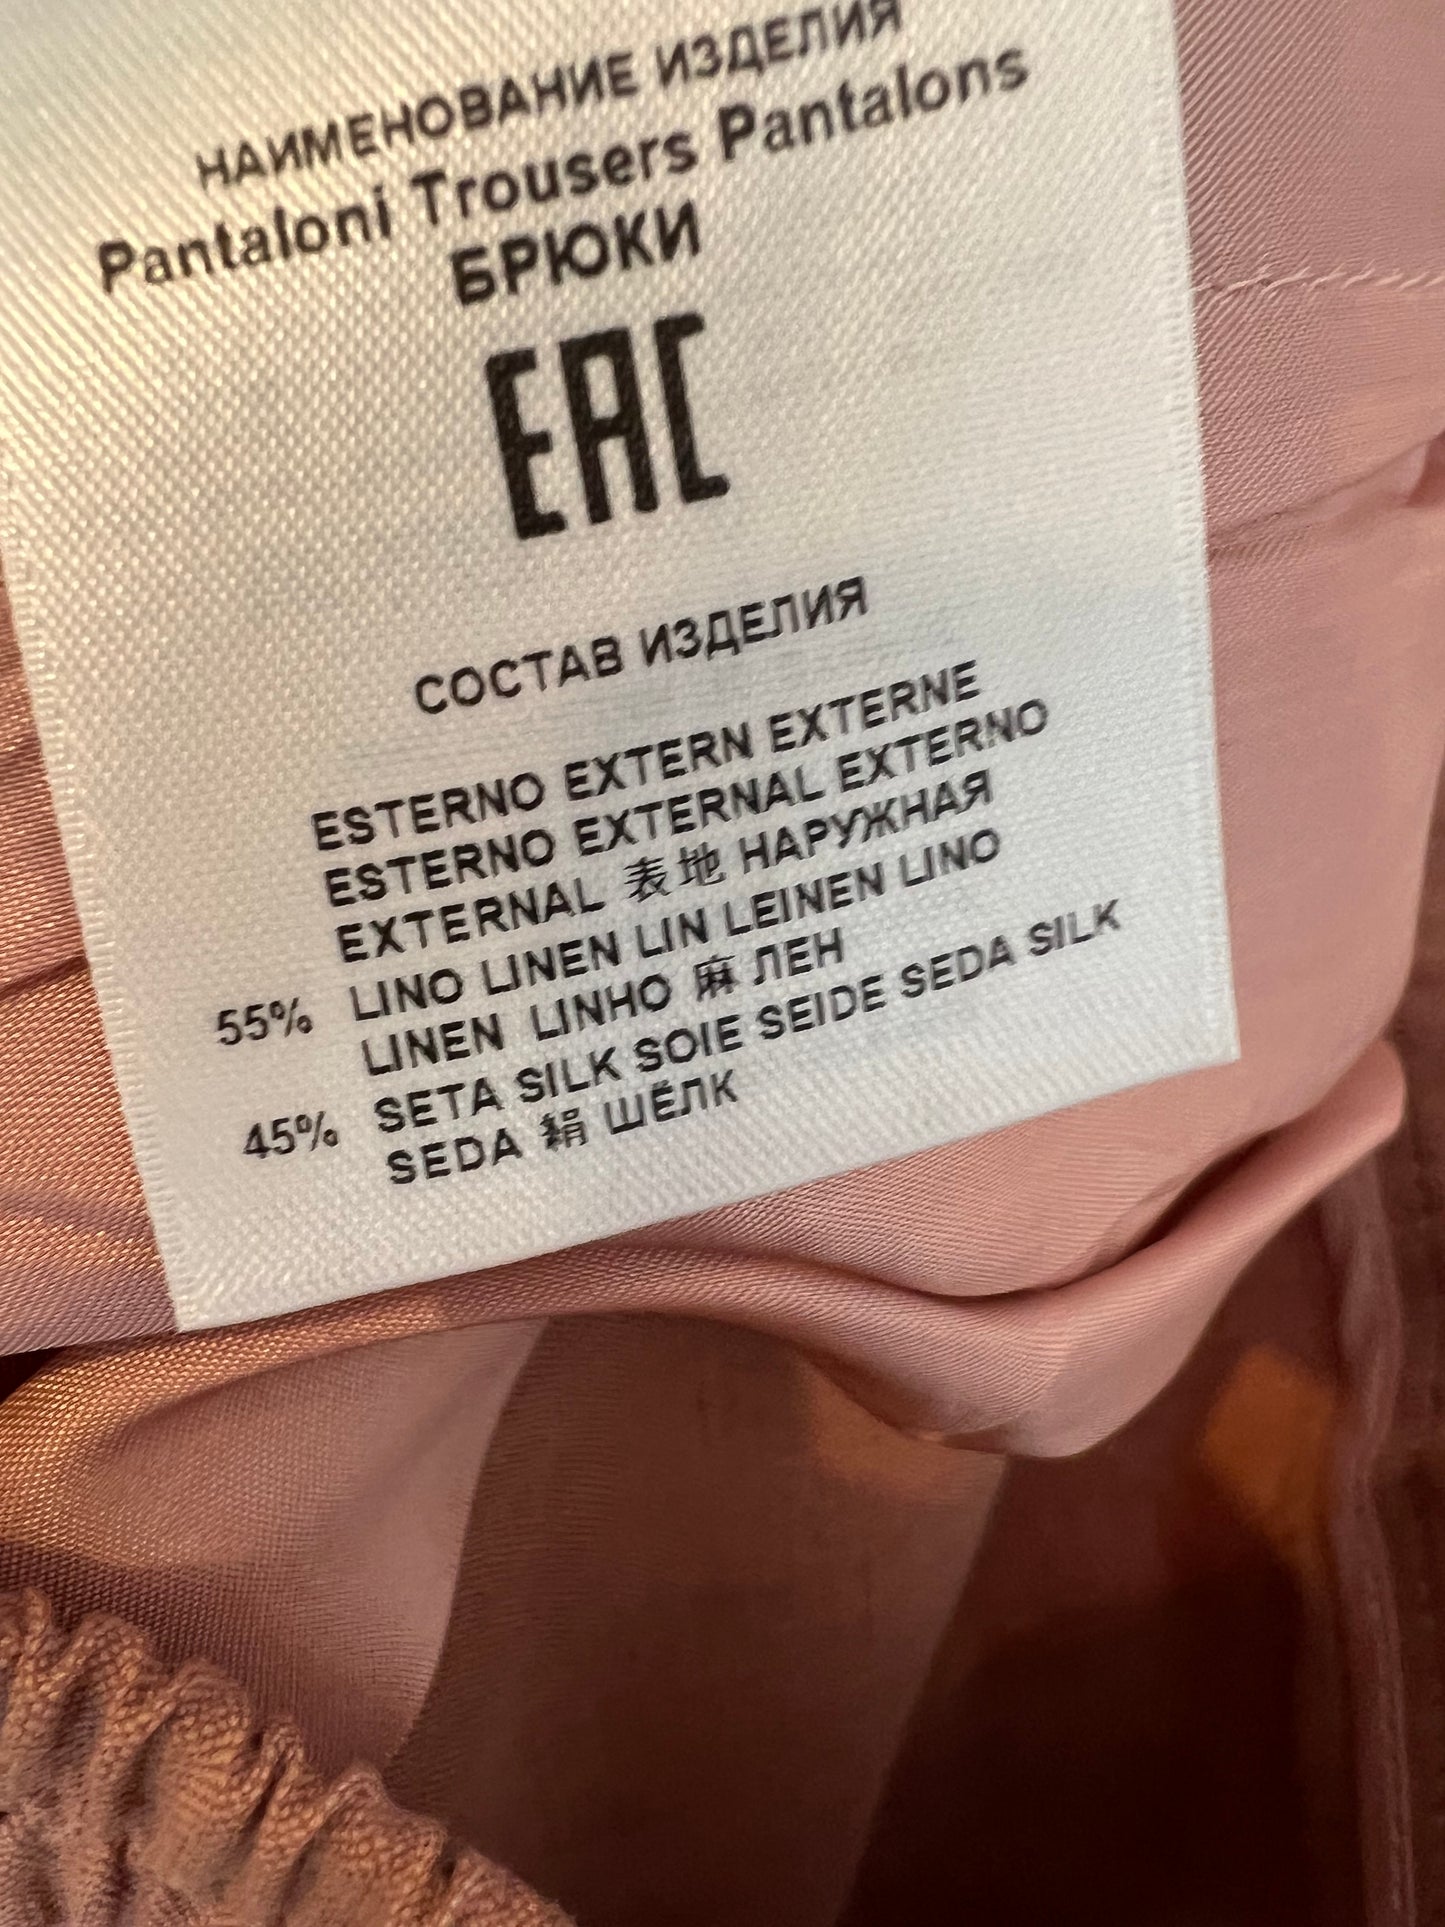 НАИМЕНОВАНИЕ ИЗДЕЛИЯ
Pantaloni Trousers Pantalons
БРЮКИ
EAC
СОСТАВ ИЗДЕЛИЯ
ESTERNO EXTERN EXTERNE
ESTERNO EXTERNAL EXTERNO
EXTERNAL 表地 НАРУЖНАЯ
55% LINO LINEN LIN LEINEN LINO
LINEN LINHO 麻 ЛЕН
45% SETA SILK SOIE SEIDE SEDA SILK
SEDA 絹 ШЁЛК